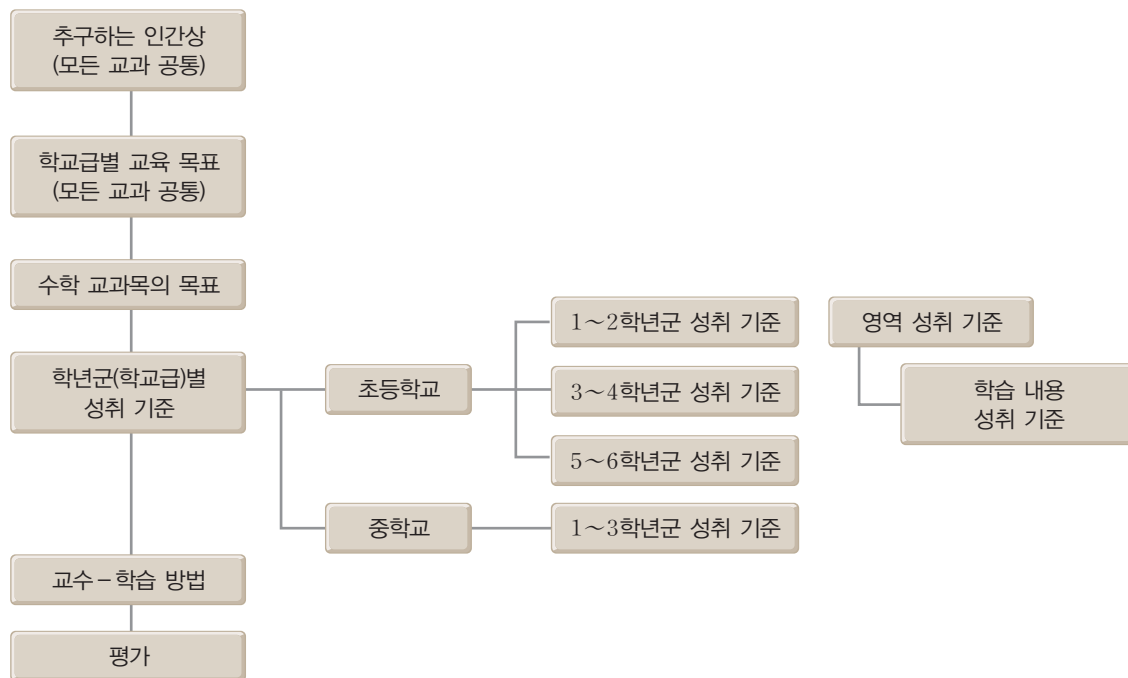 추구하는 인간상
(모든 교과 공통)
학교급별 교육 목표
(모든 교과 공통)
수학 교과목의 목표
학년군(학교급)별
성취 기준
초등학교
1～2학년군 성취 기준
3～4학년군 성취 기준
5～6학년군 성취 기준
영역 성취 기준
학습 내용
성취 기준
중학교
1～3학년군 성취 기준
교수－학습 방법
평가